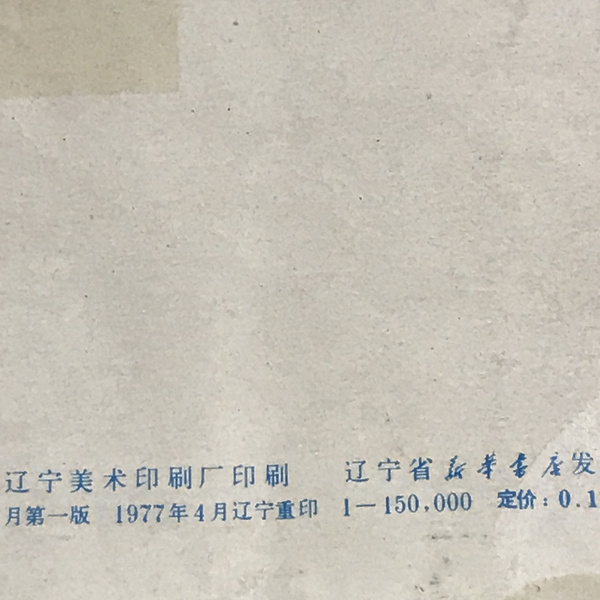 辽宁美术印刷厂印刷 辽宁省新华书店发
月第一版 1977年4月辽宁重印 1—150,000 定价：0.1